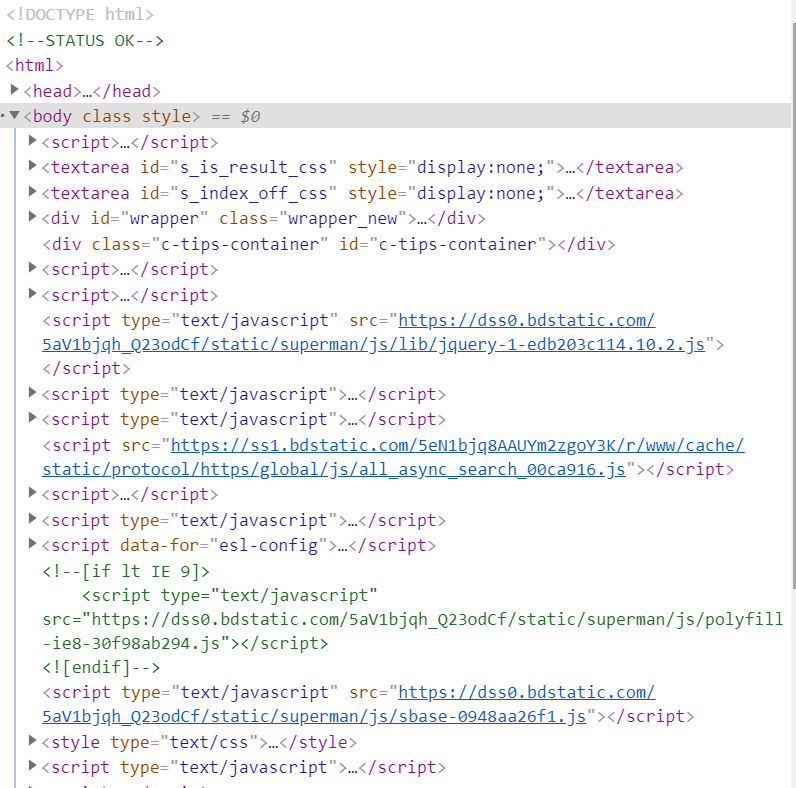 <!DOCTYPE html>
<!--STATUS OK-->
<html>
<head>…</head>
<body class style> == $0
<script>…</script>
<textarea id="s_is_result_css" style="display:none;">…</textarea>
<textarea id="s_index_off_css" style="display:none;">…</textarea>
<div id="wrapper" class="wrapper_new">…</div>
<div class="c-tips-container" id="c-tips-container"></div>
<script>…</script>
<script>…</script>
<script type="text/javascript" src="https://dss0.bdstatic.com/
5aV1bjqh_Q23odCf/static/superman/js/lib/jquery-1-edb203c114.10.2.js">
</script>
<script type="text/javascript">…</script>
<script type="text/javascript">…</script>
<script src="https://ss1.bdstatic.com/5eN1bjq8AAUYm2zgoY3K/r/www/cache/
static/protocol/https/global/js/all_async_search_00ca916.js"></script>
<script>…</script>
<script type="text/javascript">…</script>
<script data-for="esl-config">…</script>
<!--[if lt IE 9]>
<script type="text/javascript"
src="https://dss0.bdstatic.com/5aV1bjqh_Q23odCf/static/superman/js/polyfill
-ie8-30f98ab294.js"></script>
<![endif]-->
<script type="text/javascript" src="https://dss0.bdstatic.com/
5aV1bjqh_Q23odCf/static/superman/js/sbase-0948aa26f1.js"></script>
<style type="text/css">…</style>
<script type="text/javascript">…</script>